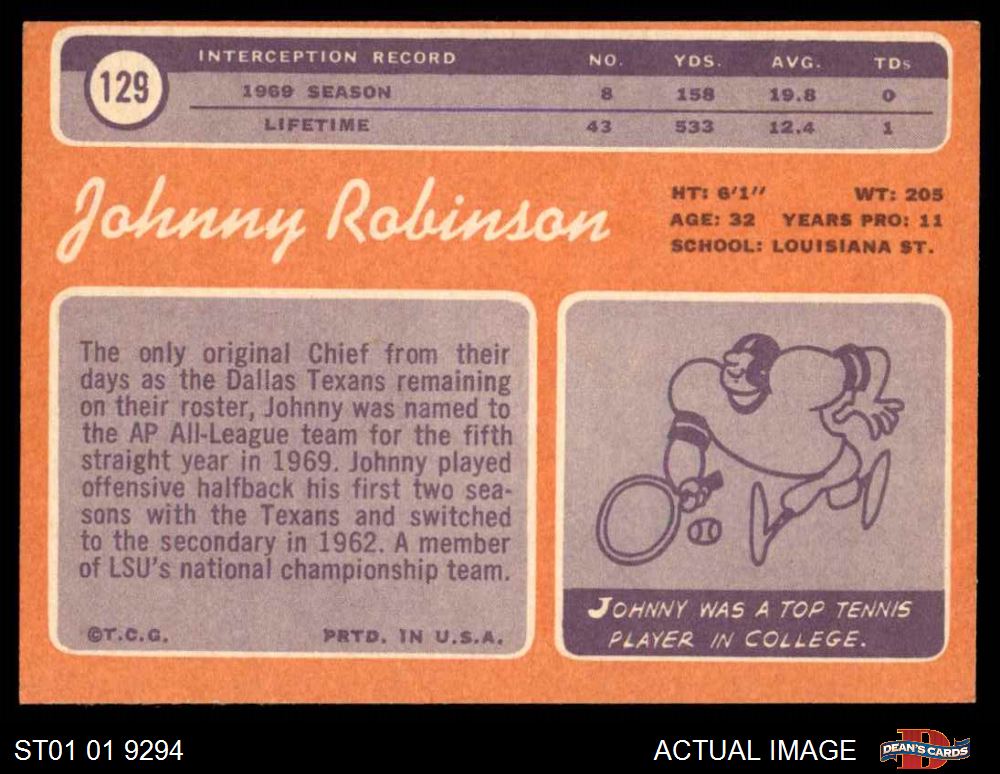 129
INTERCEPTION RECORD NO. YDS. AVG. TDs
1969 SEASON 8 158 19.8 0
LIFETIME 43 533 12.4 1
Johnny Robinson
HT: 6'1" WT: 205
AGE: 32 YEARS PRO: 11
SCHOOL: LOUISIANA ST.
The only original Chief from their
days as the Dallas Texans remaining
on their roster, Johnny was named to
the AP All-League team for the fifth
straight year in 1969. Johnny played
offensive halfback his first two sea-
sons with the Texans and switched
to the secondary in 1962. A member
of LSU's national championship team.
©T.C.G. PRTD. IN U.S.A.
JOHNNY WAS A TOP TENNIS
PLAYER IN COLLEGE.
ST01 01 9294 ACTUAL IMAGE
DEAN'S CARDS